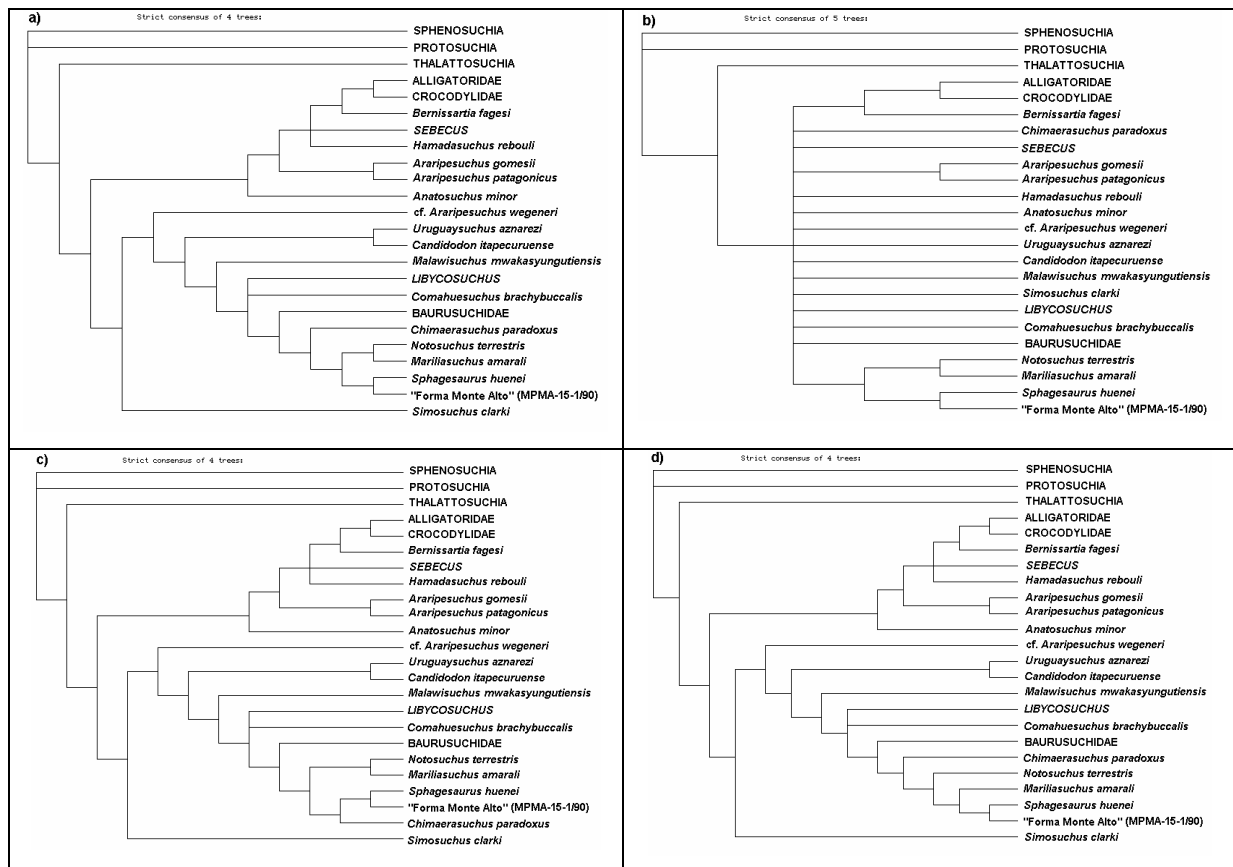 a)
Strict consensus of 4 trees:
SPHENOSUCHIA
PROTOSUCHIA
THALATTOSUCHIA
ALLIGATORIDAE
CROCODYLIDAE
Bernissartia fagesi
SEBECUS
Hamadasuchus rebouli
Araripesuchus gomesii
Araripesuchus patagonicus
Anatosuchus minor
cf. Araripesuchus wegeneri
Uruguaysuchus aznarezi
Candidodon itapecuruense
Malawisuchus mwakasyungutiensis
LIBYCOSUCHUS
Comahuesuchus brachybuccalis
BAURUSUCHIDAE
Chimaerasuchus paradoxus
Notosuchus terrestris
Mariliasuchus amarali
Sphagesaurus huenei
"Forma Monte Alto" (MPMA-15-1/90)
Simosuchus clarki
b)
Strict consensus of 5 trees:
SPHENOSUCHIA
PROTOSUCHIA
THALATTOSUCHIA
ALLIGATORIDAE
CROCODYLIDAE
Bernissartia fagesi
Chimaerasuchus paradoxus
SEBECUS
Araripesuchus gomesii
Araripesuchus patagonicus
Hamadasuchus rebouli
Anatosuchus minor
cf. Araripesuchus wegeneri
Uruguaysuchus aznarezi
Candidodon itapecuruense
Malawisuchus mwakasyungutiensis
Simosuchus clarki
LIBYCOSUCHUS
Comahuesuchus brachybuccalis
BAURUSUCHIDAE
Notosuchus terrestris
Mariliasuchus amarali
Sphagesaurus huenei
"Forma Monte Alto" (MPMA-15-1/90)
c)
Strict consensus of 4 trees:
SPHENOSUCHIA
PROTOSUCHIA
THALATTOSUCHIA
ALLIGATORIDAE
CROCODYLIDAE
Bernissartia fagesi
SEBECUS
Hamadasuchus rebouli
Araripesuchus gomesii
Araripesuchus patagonicus
Anatosuchus minor
cf. Araripesuchus wegeneri
Uruguaysuchus aznarezi
Candidodon itapecuruense
Malawisuchus mwakasyungutiensis
LIBYCOSUCHUS
Comahuesuchus brachybuccalis
BAURUSUCHIDAE
Notosuchus terrestris
Mariliasuchus amarali
Sphagesaurus huenei
"Forma Monte Alto" (MPMA-15-1/90)
Chimaerasuchus paradoxus
Simosuchus clarki
d)
Strict consensus of 4 trees:
SPHENOSUCHIA
PROTOSUCHIA
THALATTOSUCHIA
ALLIGATORIDAE
CROCODYLIDAE
Bernissartia fagesi
SEBECUS
Hamadasuchus rebouli
Araripesuchus gomesii
Araripesuchus patagonicus
Anatosuchus minor
cf. Araripesuchus wegeneri
Uruguaysuchus aznarezi
Candidodon itapecuruense
Malawisuchus mwakasyungutiensis
LIBYCOSUCHUS
Comahuesuchus brachybuccalis
BAURUSUCHIDAE
Chimaerasuchus paradoxus
Notosuchus terrestris
Mariliasuchus amarali
Sphagesaurus huenei
"Forma Monte Alto" (MPMA-15-1/90)
Simosuchus clarki